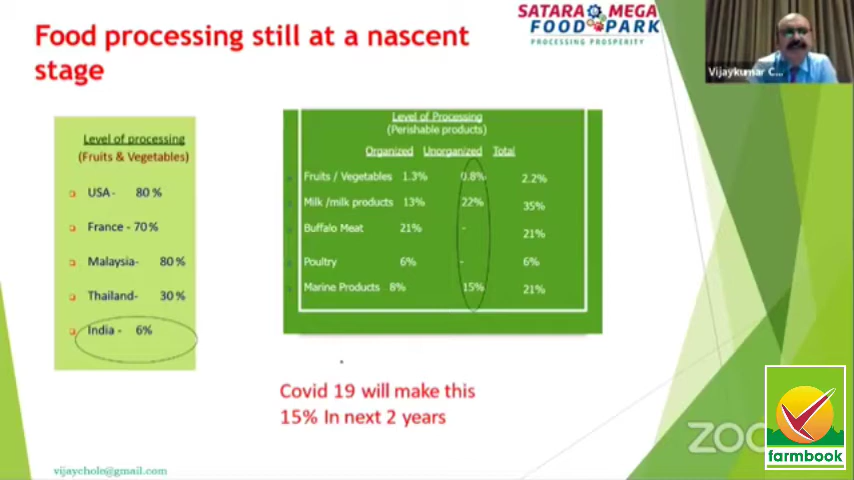 Food processing still at a nascent
stage
SATARA MEGA
FOOD PARK
PROCESSING PROSPERITY
Vijaykumar C...
Level of processing
(Fruits & Vegetables)
USA- 80 %
France - 70 %
Malaysia- 80 %
Thailand- 30 %
India - 6%
Level of Processing
(Perishable products)
Organized Unorganized Total
Fruits / Vegetables 1.3% 0.8% 2.2%
Milk /milk products 13% 22% 35%
Buffalo Meat 21% - 21%
Poultry 6% - 6%
Marine Products 8% 15% 21%
Covid 19 will make this
15% In next 2 years
vijaychole@gmail.com
farmbook